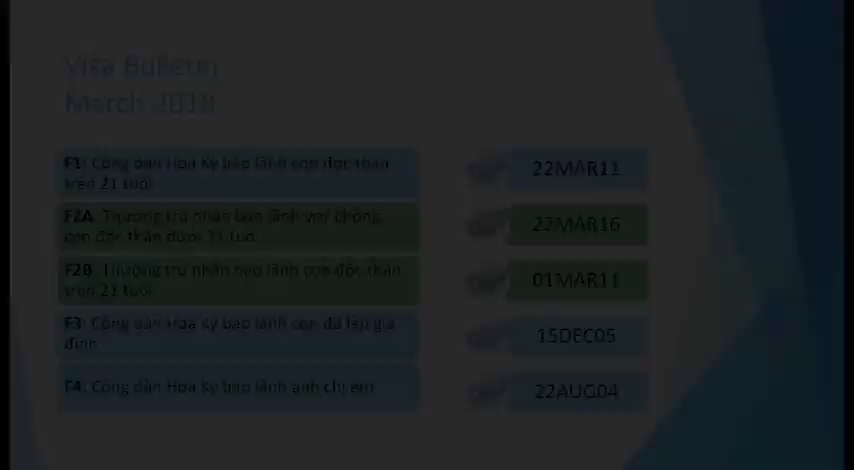 Visa Bulletin
March 2018
F1: Công dân Hoa Kỳ bảo lãnh con độc thân
trên 21 tuổi
22MAR11
F2A: Thường trú nhân bảo lãnh vợ/ chồng,
con độc thân dưới 21 tuổi
22MAR16
F2B: Thường trú nhân bảo lãnh con độc thân
trên 21 tuổi
01MAR11
F3: Công dân Hoa Kỳ bảo lãnh con đã lập gia
đình
15DEC05
F4: Công dân Hoa Kỳ bảo lãnh anh chị em
22AUG04